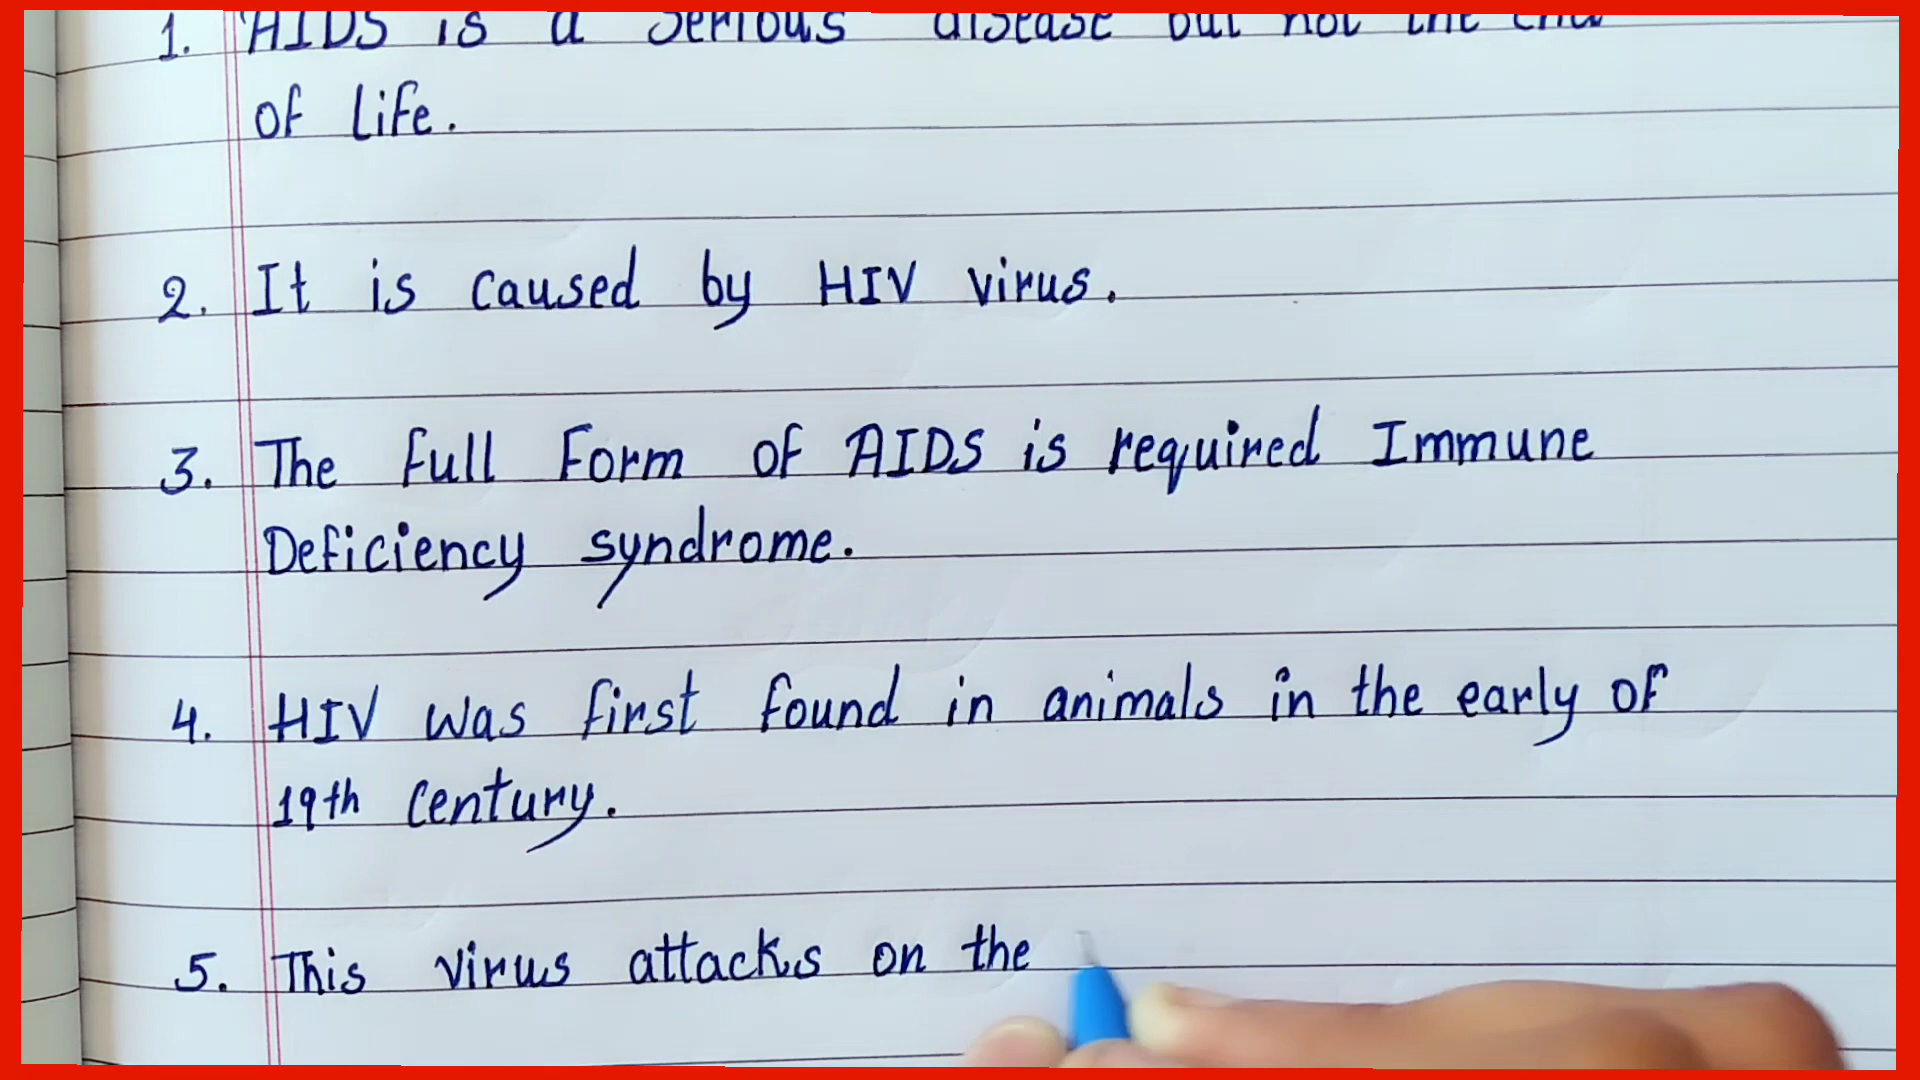 1. AIDS is a serious disease but not the end
of life.
2. It is caused by HIV virus.
3. The full Form of AIDS is required Immune
Deficiency syndrome.
4. HIV was first found in animals in the early of
19th Century.
5. This virus attacks on the